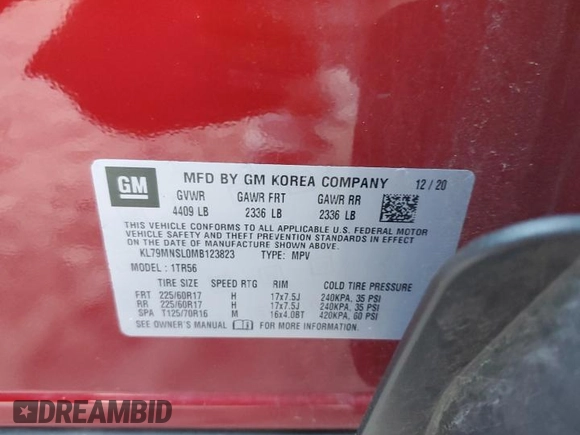 GM
MFD BY GM KOREA COMPANY 12/20
GVWR GAWR FRT GAWR RR
4409 LB 2336 LB 2336 LB
THIS VEHICLE CONFORMS TO ALL APPLICABLE U.S. FEDERAL MOTOR
VEHICLE SAFETY AND THEFT PREVENTION STANDARDS IN EFFECT ON THE
DATE OF MANUFACTURE SHOWN ABOVE.
KL79MNSL0MB123823 TYPE: MPV
MODEL: 1TR56
TIRE SIZE SPEED RTG RIM COLD TIRE PRESSURE
FRT 225/60R17 H 17x7.5J 240KPA, 35 PSI
RR 225/60R17 H 17x7.5J 240KPA, 35 PSI
SPA T125/70R16 M 16x4.0BT 420KPA, 60 PSI
SEE OWNER'S MANUAL FOR MORE INFORMATION.
DREAMBID